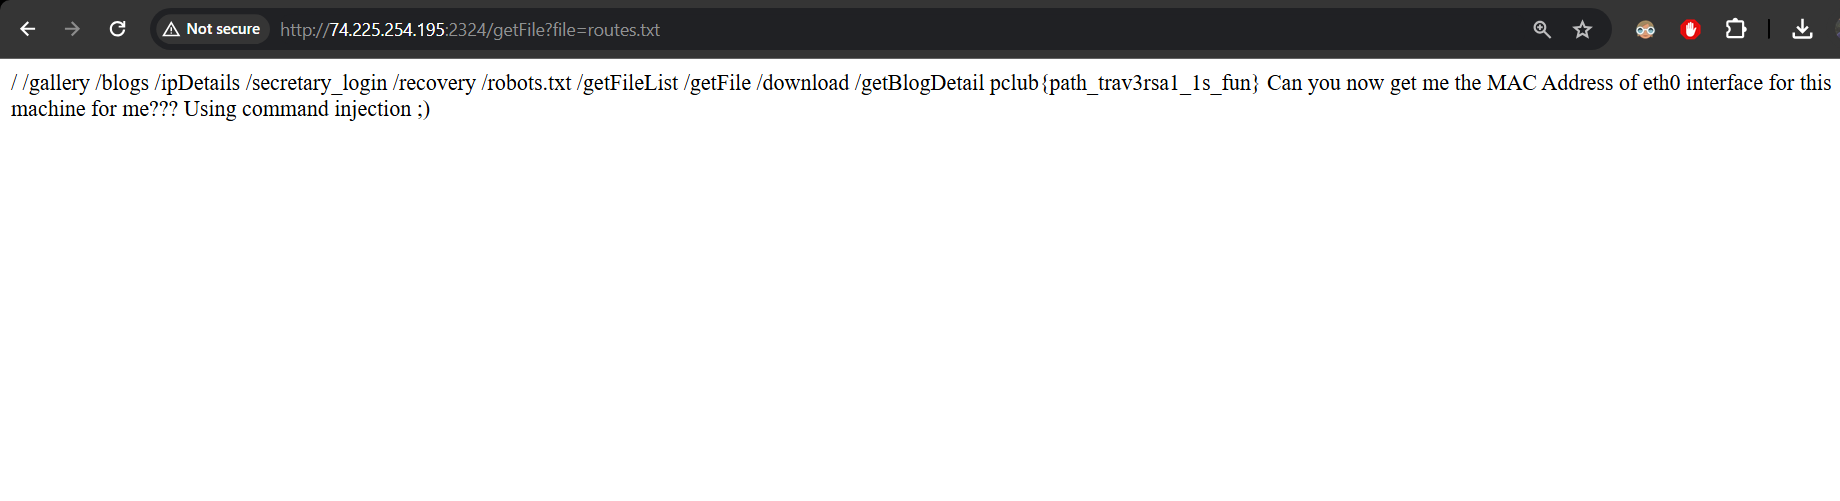 Not secure http://74.225.254.195:2324/getFile?file=routes.txt
/ /gallery /blogs /ipDetails /secretary_login /recovery /robots.txt /getFileList /getFile /download /getBlogDetail pclub{path_trav3rsa1_1s_fun} Can you now get me the MAC Address of eth0 interface for this
machine for me??? Using command injection ;)